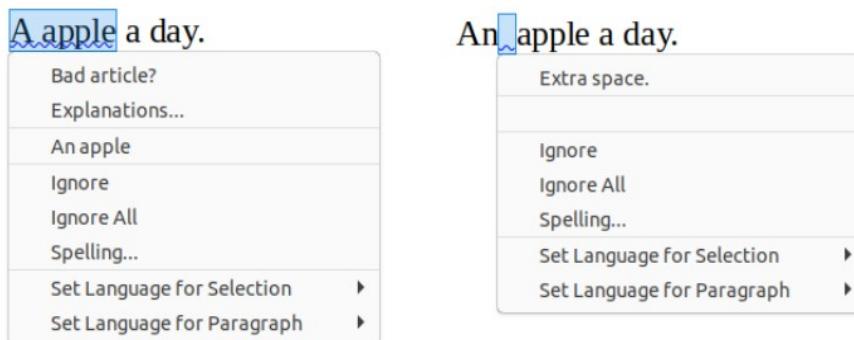 A apple a day.
Bad article?
Explanations...
An apple
Ignore
Ignore All
Spelling...
Set Language for Selection
Set Language for Paragraph
An  apple a day.
Extra space.
Ignore
Ignore All
Spelling...
Set Language for Selection
Set Language for Paragraph